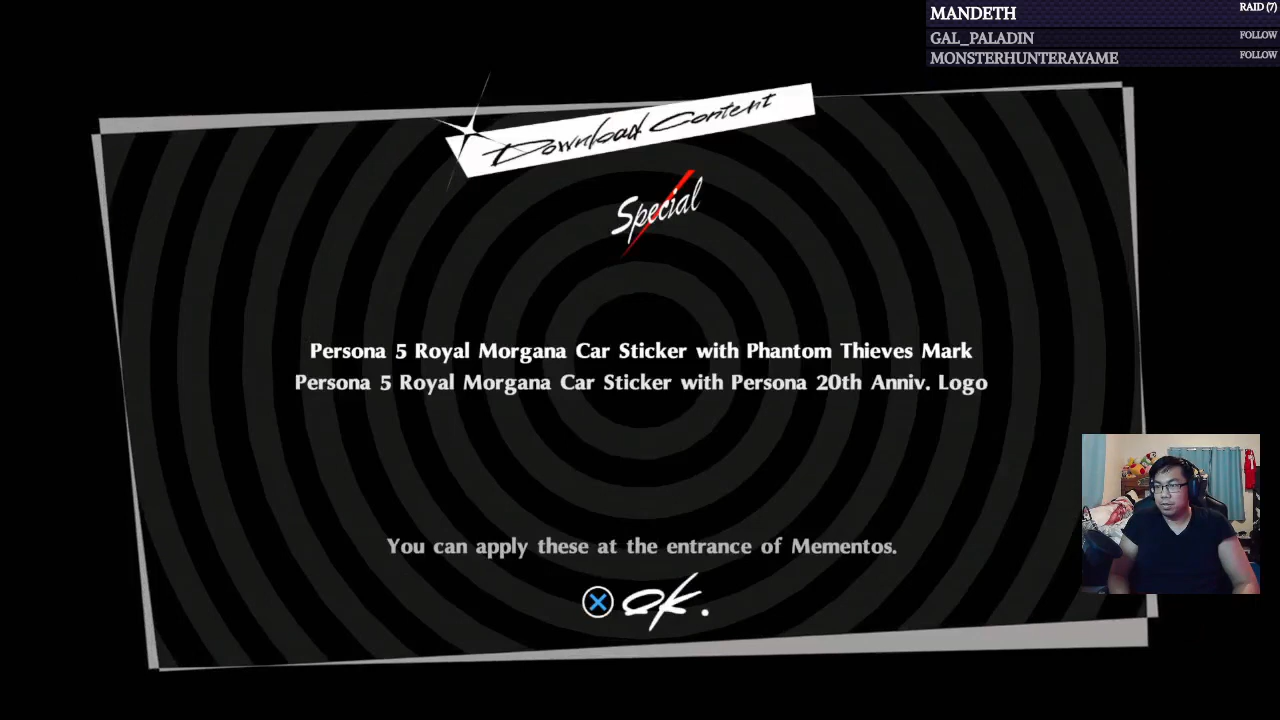 MANDETH RAID (7)
GAL_PALADIN FOLLOW
MONSTERHUNTERAYAME FOLLOW
Download Content
Special
Persona 5 Royal Morgana Car Sticker with Phantom Thieves Mark
Persona 5 Royal Morgana Car Sticker with Persona 20th Anniv. Logo
You can apply these at the entrance of Mementos.
OK.